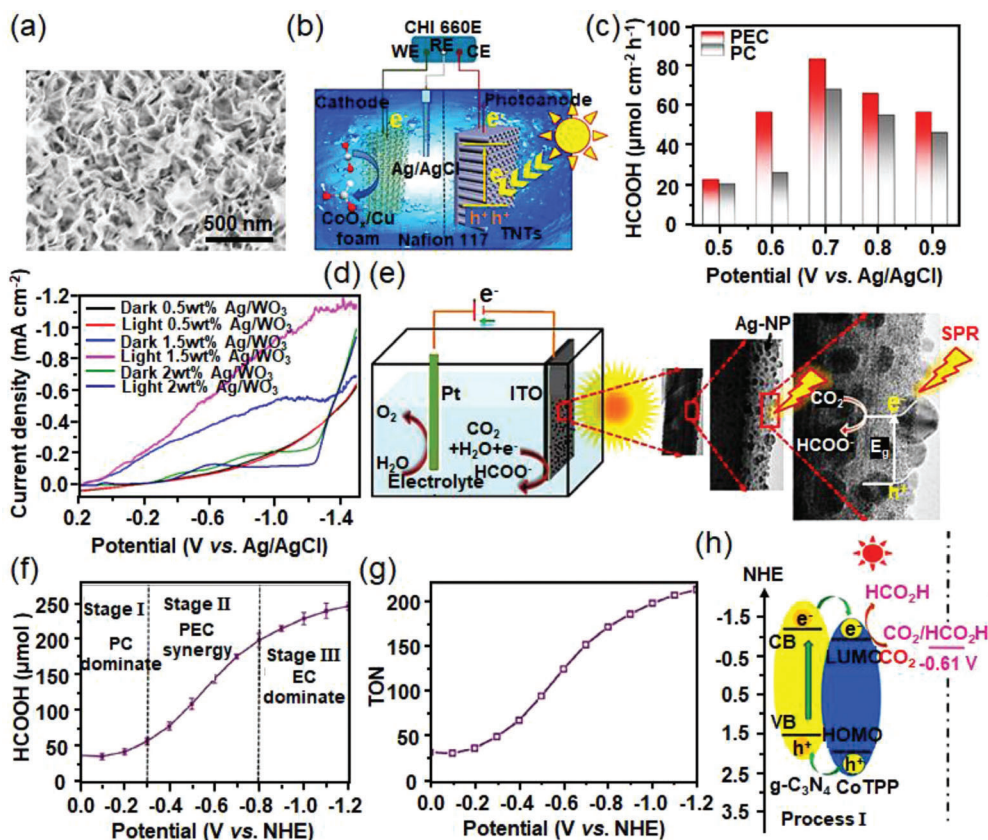 (a)
500 nm
(b)
CHI 660E
WE RE CE
Cathode
Photoanode
e⁻
e⁻
Ag/AgCl
e⁻
h⁺ h⁺
CoOₓ/Cu
foam
Nafion 117
TNTs
(c)
HCOOH (μmol cm⁻² h⁻¹)
100
80
60
40
20
0
PEC
PC
0.5 0.6 0.7 0.8 0.9
Potential (V vs. Ag/AgCl)
(d)
Current density (mA cm⁻²)
-1.2
-1.0
-0.8
-0.6
-0.4
-0.2
0.0
Dark 0.5wt% Ag/WO₃
Light 0.5wt% Ag/WO₃
Dark 1.5wt% Ag/WO₃
Light 1.5wt% Ag/WO₃
Dark 2wt% Ag/WO₃
Light 2wt% Ag/WO₃
0.2 -0.2 -0.6 -1.0 -1.4
Potential (V vs. Ag/AgCl)
(e)
e⁻
Pt
ITO
O₂
H₂O
CO₂
+H₂O+e⁻
HCOO⁻
Electrolyte
Ag-NP
SPR
CO₂
e⁻
HCOO⁻
E_g
h⁺
(f)
HCOOH (μmol)
250
200
150
100
50
0
Stage I
PC
dominate
Stage II
PEC
synergy
Stage III
EC
dominate
0.0 -0.2 -0.4 -0.6 -0.8 -1.0 -1.2
Potential (V vs. NHE)
(g)
TON
200
150
100
50
0
0.0 -0.2 -0.4 -0.6 -0.8 -1.0 -1.2
Potential (V vs. NHE)
(h)
NHE
-1.5
-0.5
0.5
1.5
2.5
3.5
HCO₂H
e⁻
e⁻
CB
LUMO
CO₂/HCO₂H
CO₂
-0.61 V
VB
HOMO
h⁺
h⁺
g-C₃N₄ CoTPP
Process I